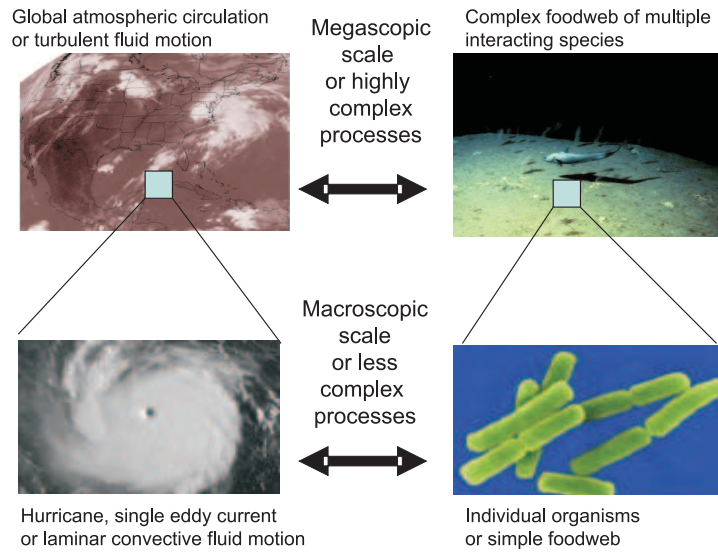 Global atmospheric circulation
or turbulent fluid motion
Megascopic
scale
or highly
complex
processes
Complex foodweb of multiple
interacting species
Macroscopic
scale
or less
complex
processes
Hurricane, single eddy current
or laminar convective fluid motion
Individual organisms
or simple foodweb